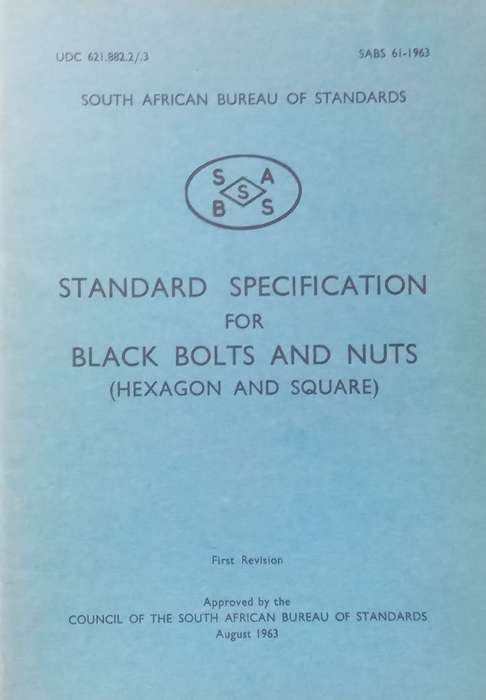 UDC 621.882.2/.3 SABS 61-1963
SOUTH AFRICAN BUREAU OF STANDARDS
S A
S
B S
STANDARD SPECIFICATION
FOR
BLACK BOLTS AND NUTS
(HEXAGON AND SQUARE)
First Revision
Approved by the
COUNCIL OF THE SOUTH AFRICAN BUREAU OF STANDARDS
August 1963